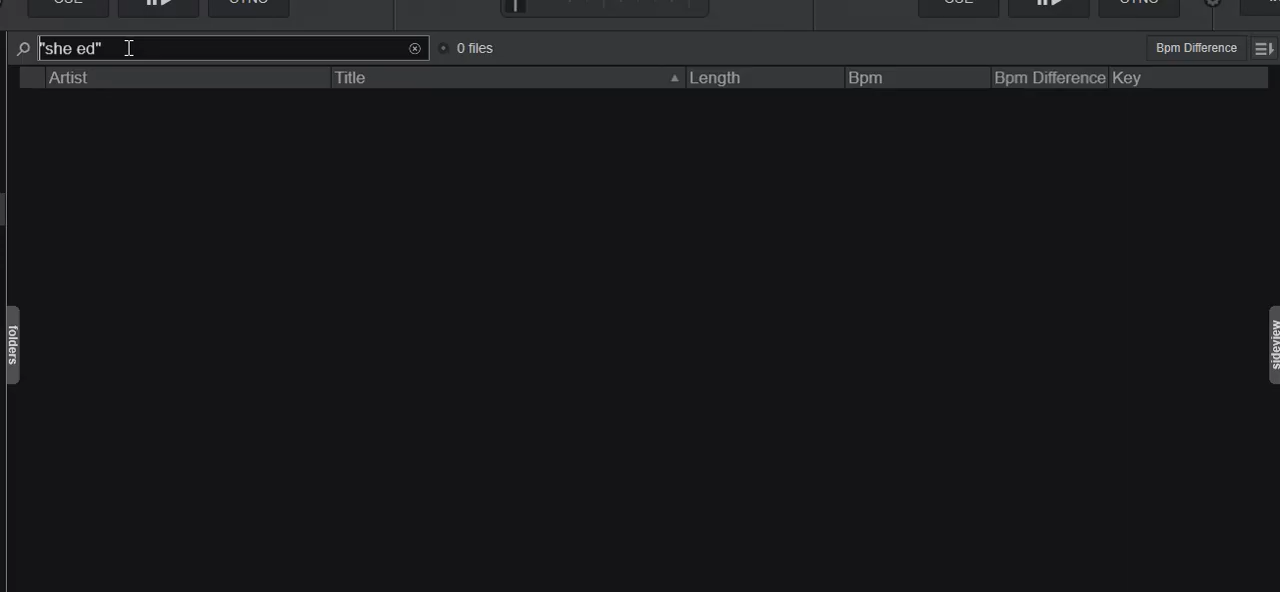 "she ed" 0 files Bpm Difference
Artist Title Length Bpm Bpm Difference Key
folders
sideview